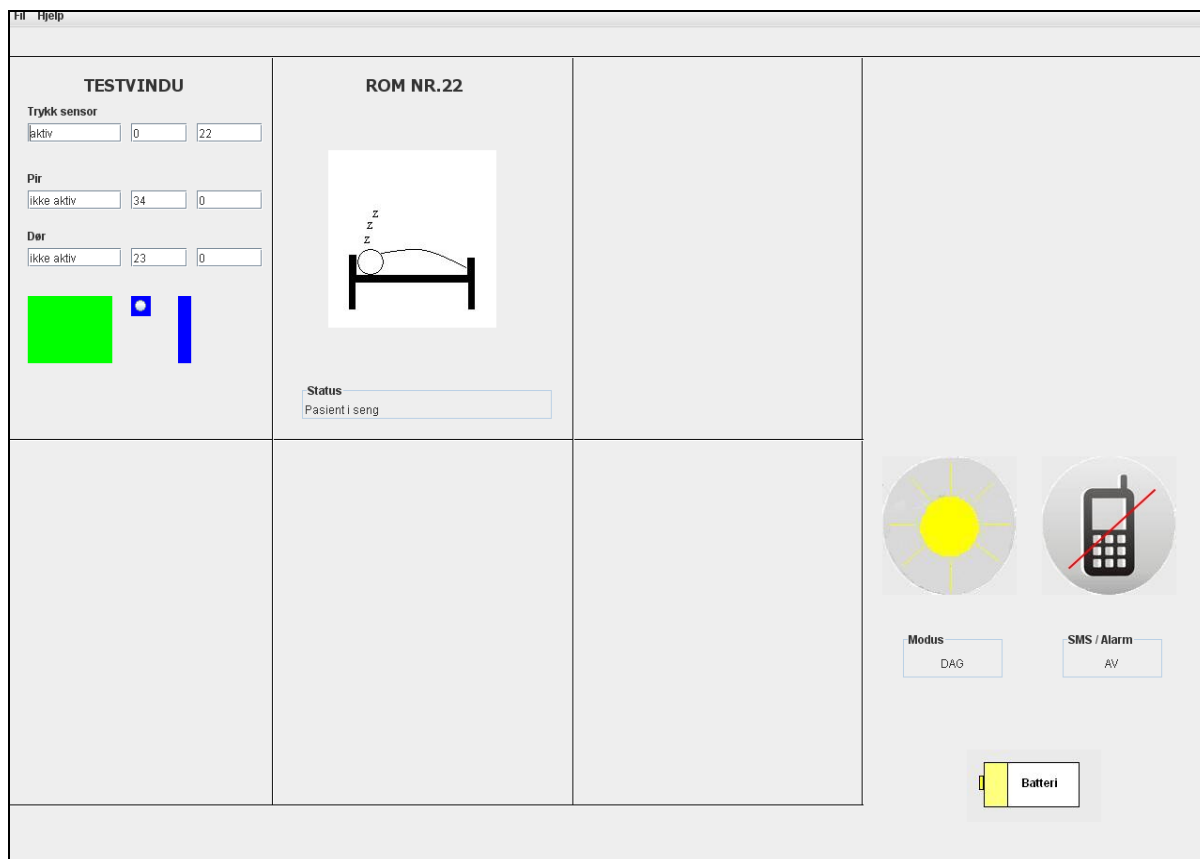 Fil Hjelp
TESTVINDU
Trykk sensor
aktiv 0 22
Pir
ikke aktiv 34 0
Dør
ikke aktiv 23 0
ROM NR.22
z
z
z
Status
Pasient i seng
Modus
DAG
SMS / Alarm
AV
Batteri